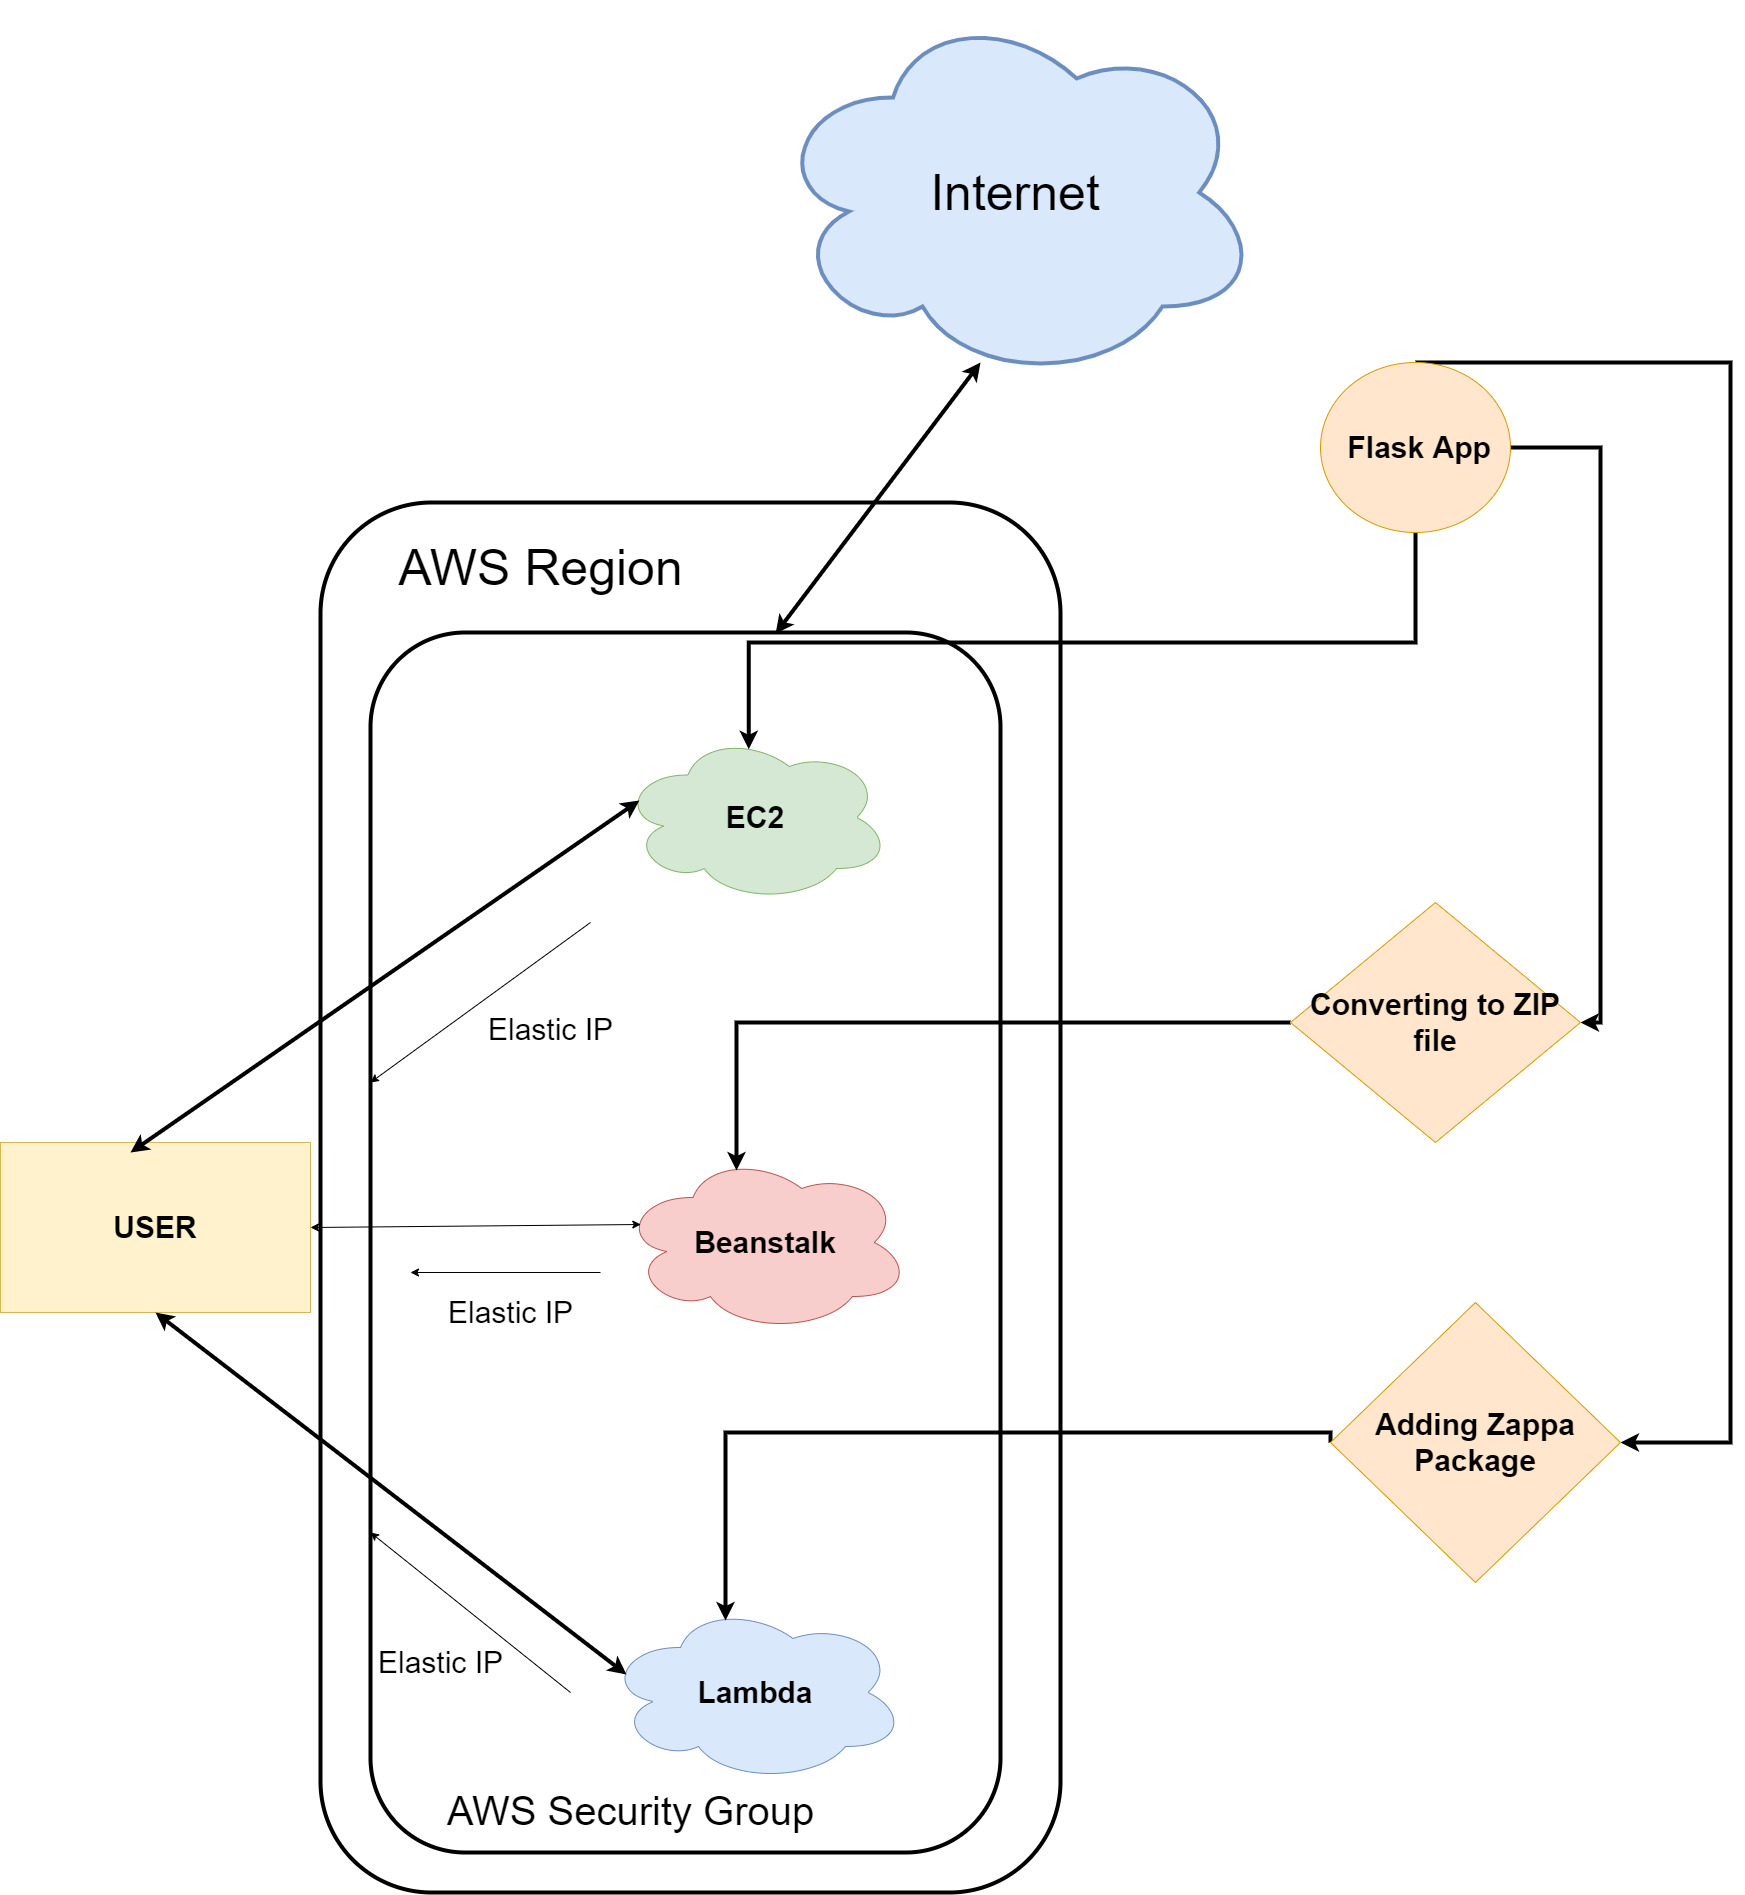 Internet
Flask App
AWS Region
EC2
Converting to ZIP
file
Elastic IP
USER
Beanstalk
Elastic IP
Adding Zappa
Package
Elastic IP
Lambda
AWS Security Group